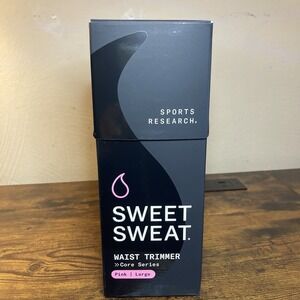 SPORTS
RESEARCH.
SWEET
SWEAT.
WAIST TRIMMER
»Core Series
Pink | Large